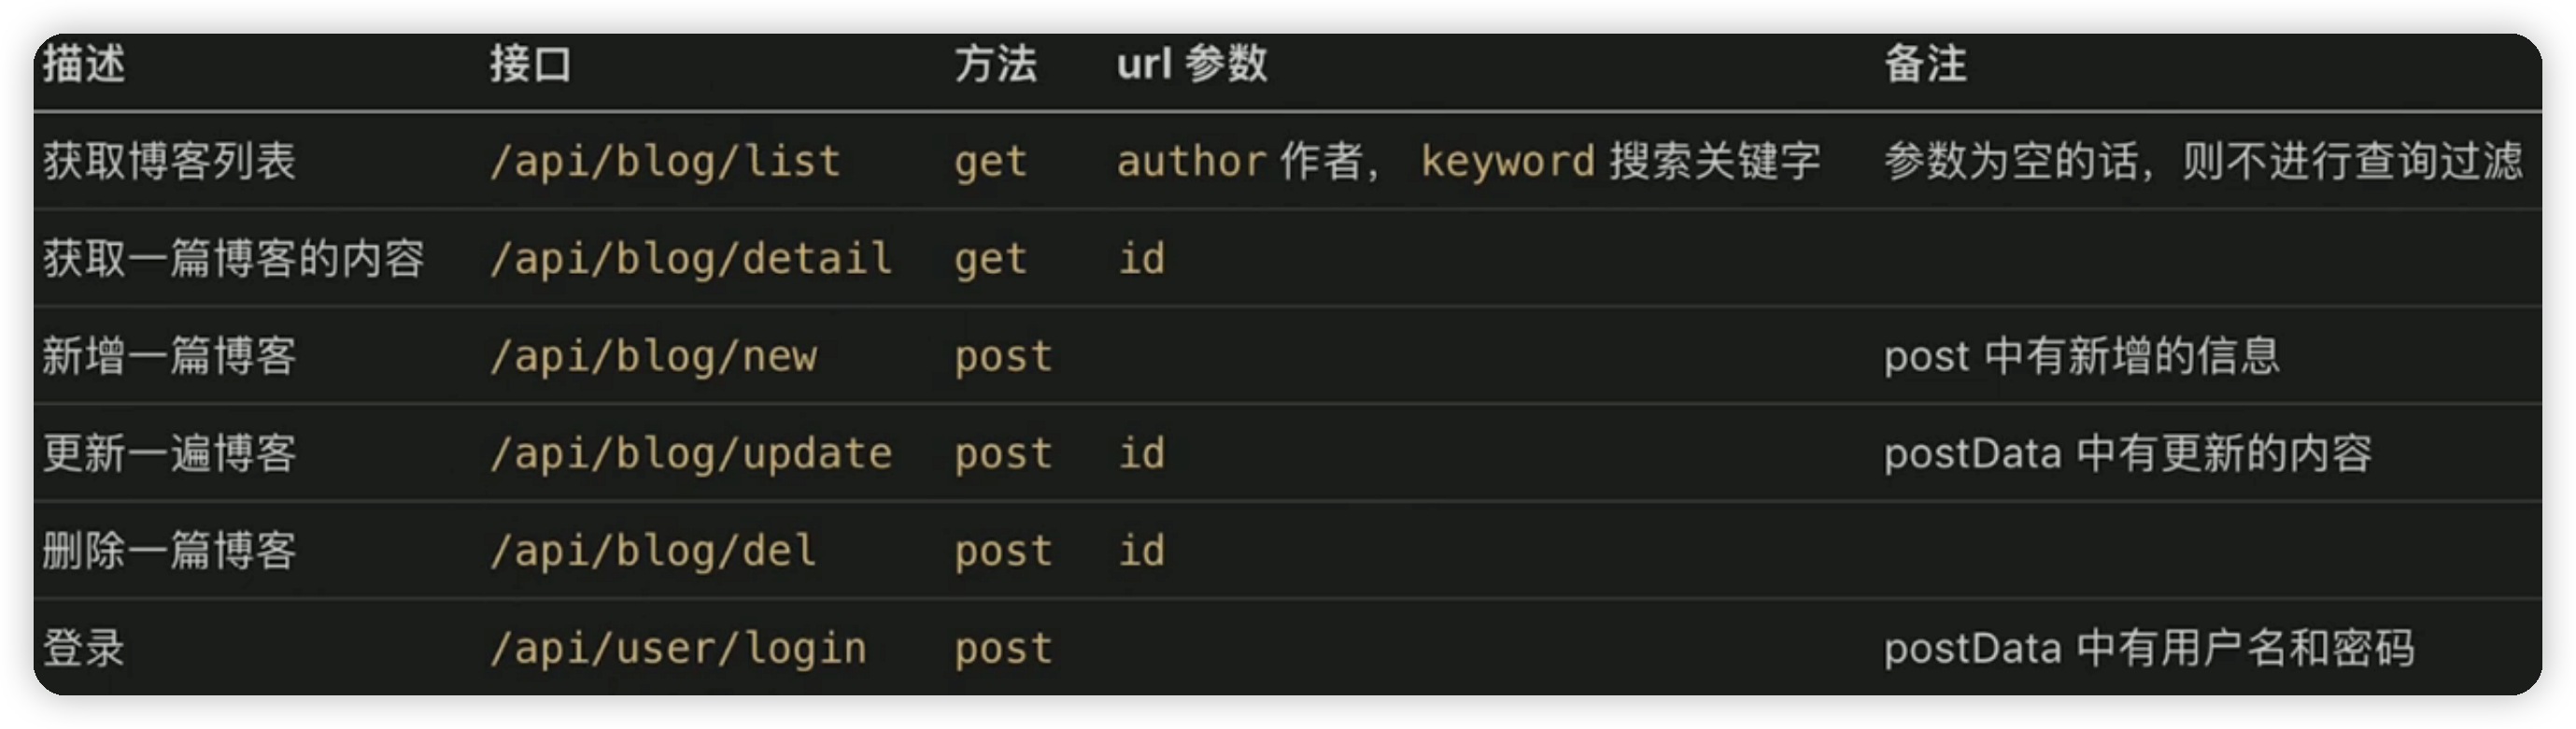 描述 接口 方法 url 参数 备注
获取博客列表 /api/blog/list get author 作者， keyword 搜索关键字 参数为空的话，则不进行查询过滤
获取一篇博客的内容 /api/blog/detail get id
新增一篇博客 /api/blog/new post post 中有新增的信息
更新一遍博客 /api/blog/update post id postData 中有更新的内容
删除一篇博客 /api/blog/del post id
登录 /api/user/login post postData 中有用户名和密码